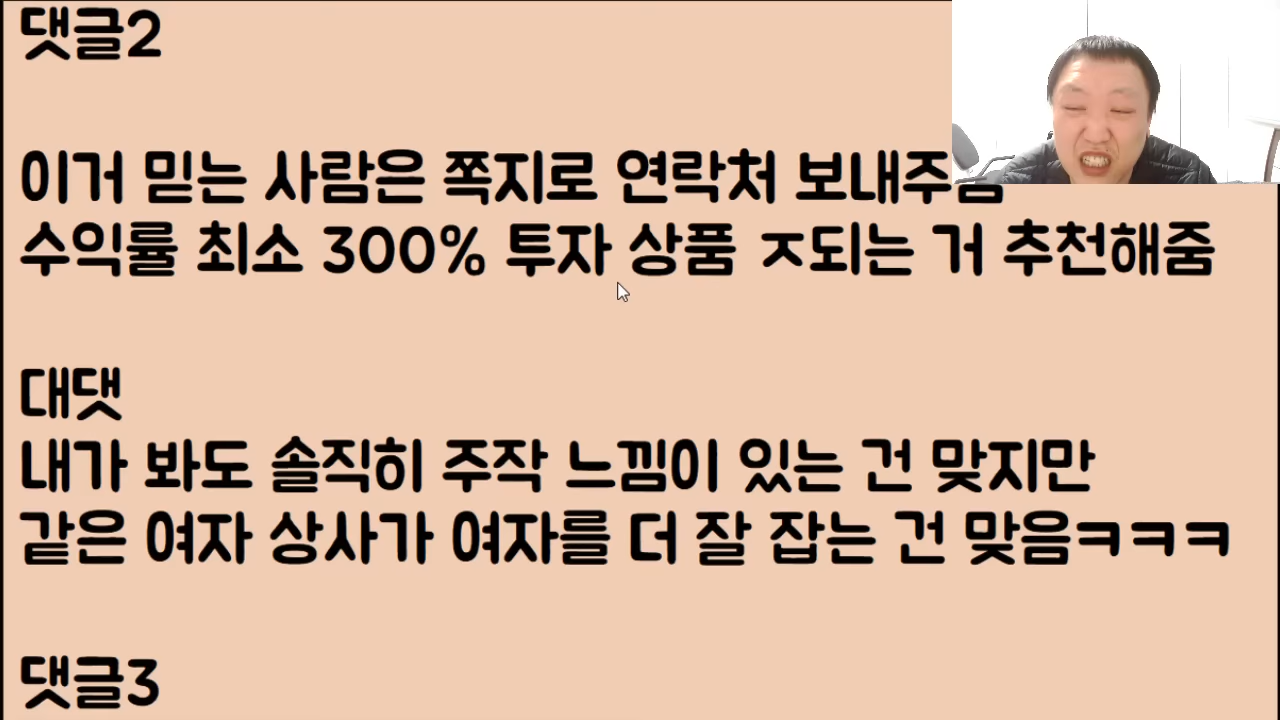 댓글2
이거 믿는 사람은 쪽지로 연락처 보내주셈
수익률 최소 300% 투자 상품 ㅈ되는 거 추천해줌
대댓
내가 봐도 솔직히 주작 느낌이 있는 건 맞지만
같은 여자 상사가 여자를 더 잘 잡는 건 맞음ㅋㅋㅋ
댓글3